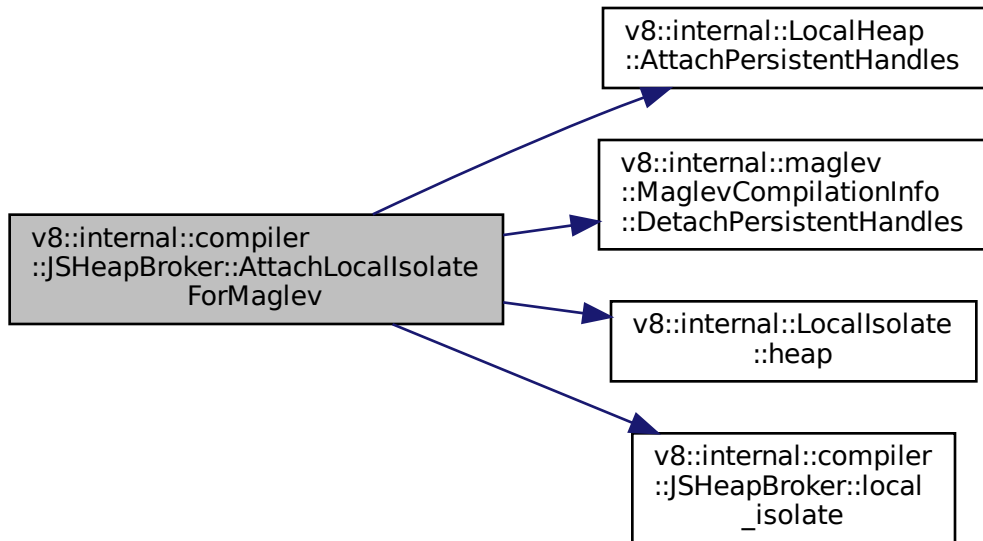 v8::internal::LocalHeap
::AttachPersistentHandles
v8::internal::maglev
::MaglevCompilationInfo
::DetachPersistentHandles
v8::internal::compiler
::JSHeapBroker::AttachLocalIsolate
ForMaglev
v8::internal::LocalIsolate
::heap
v8::internal::compiler
::JSHeapBroker::local
_isolate